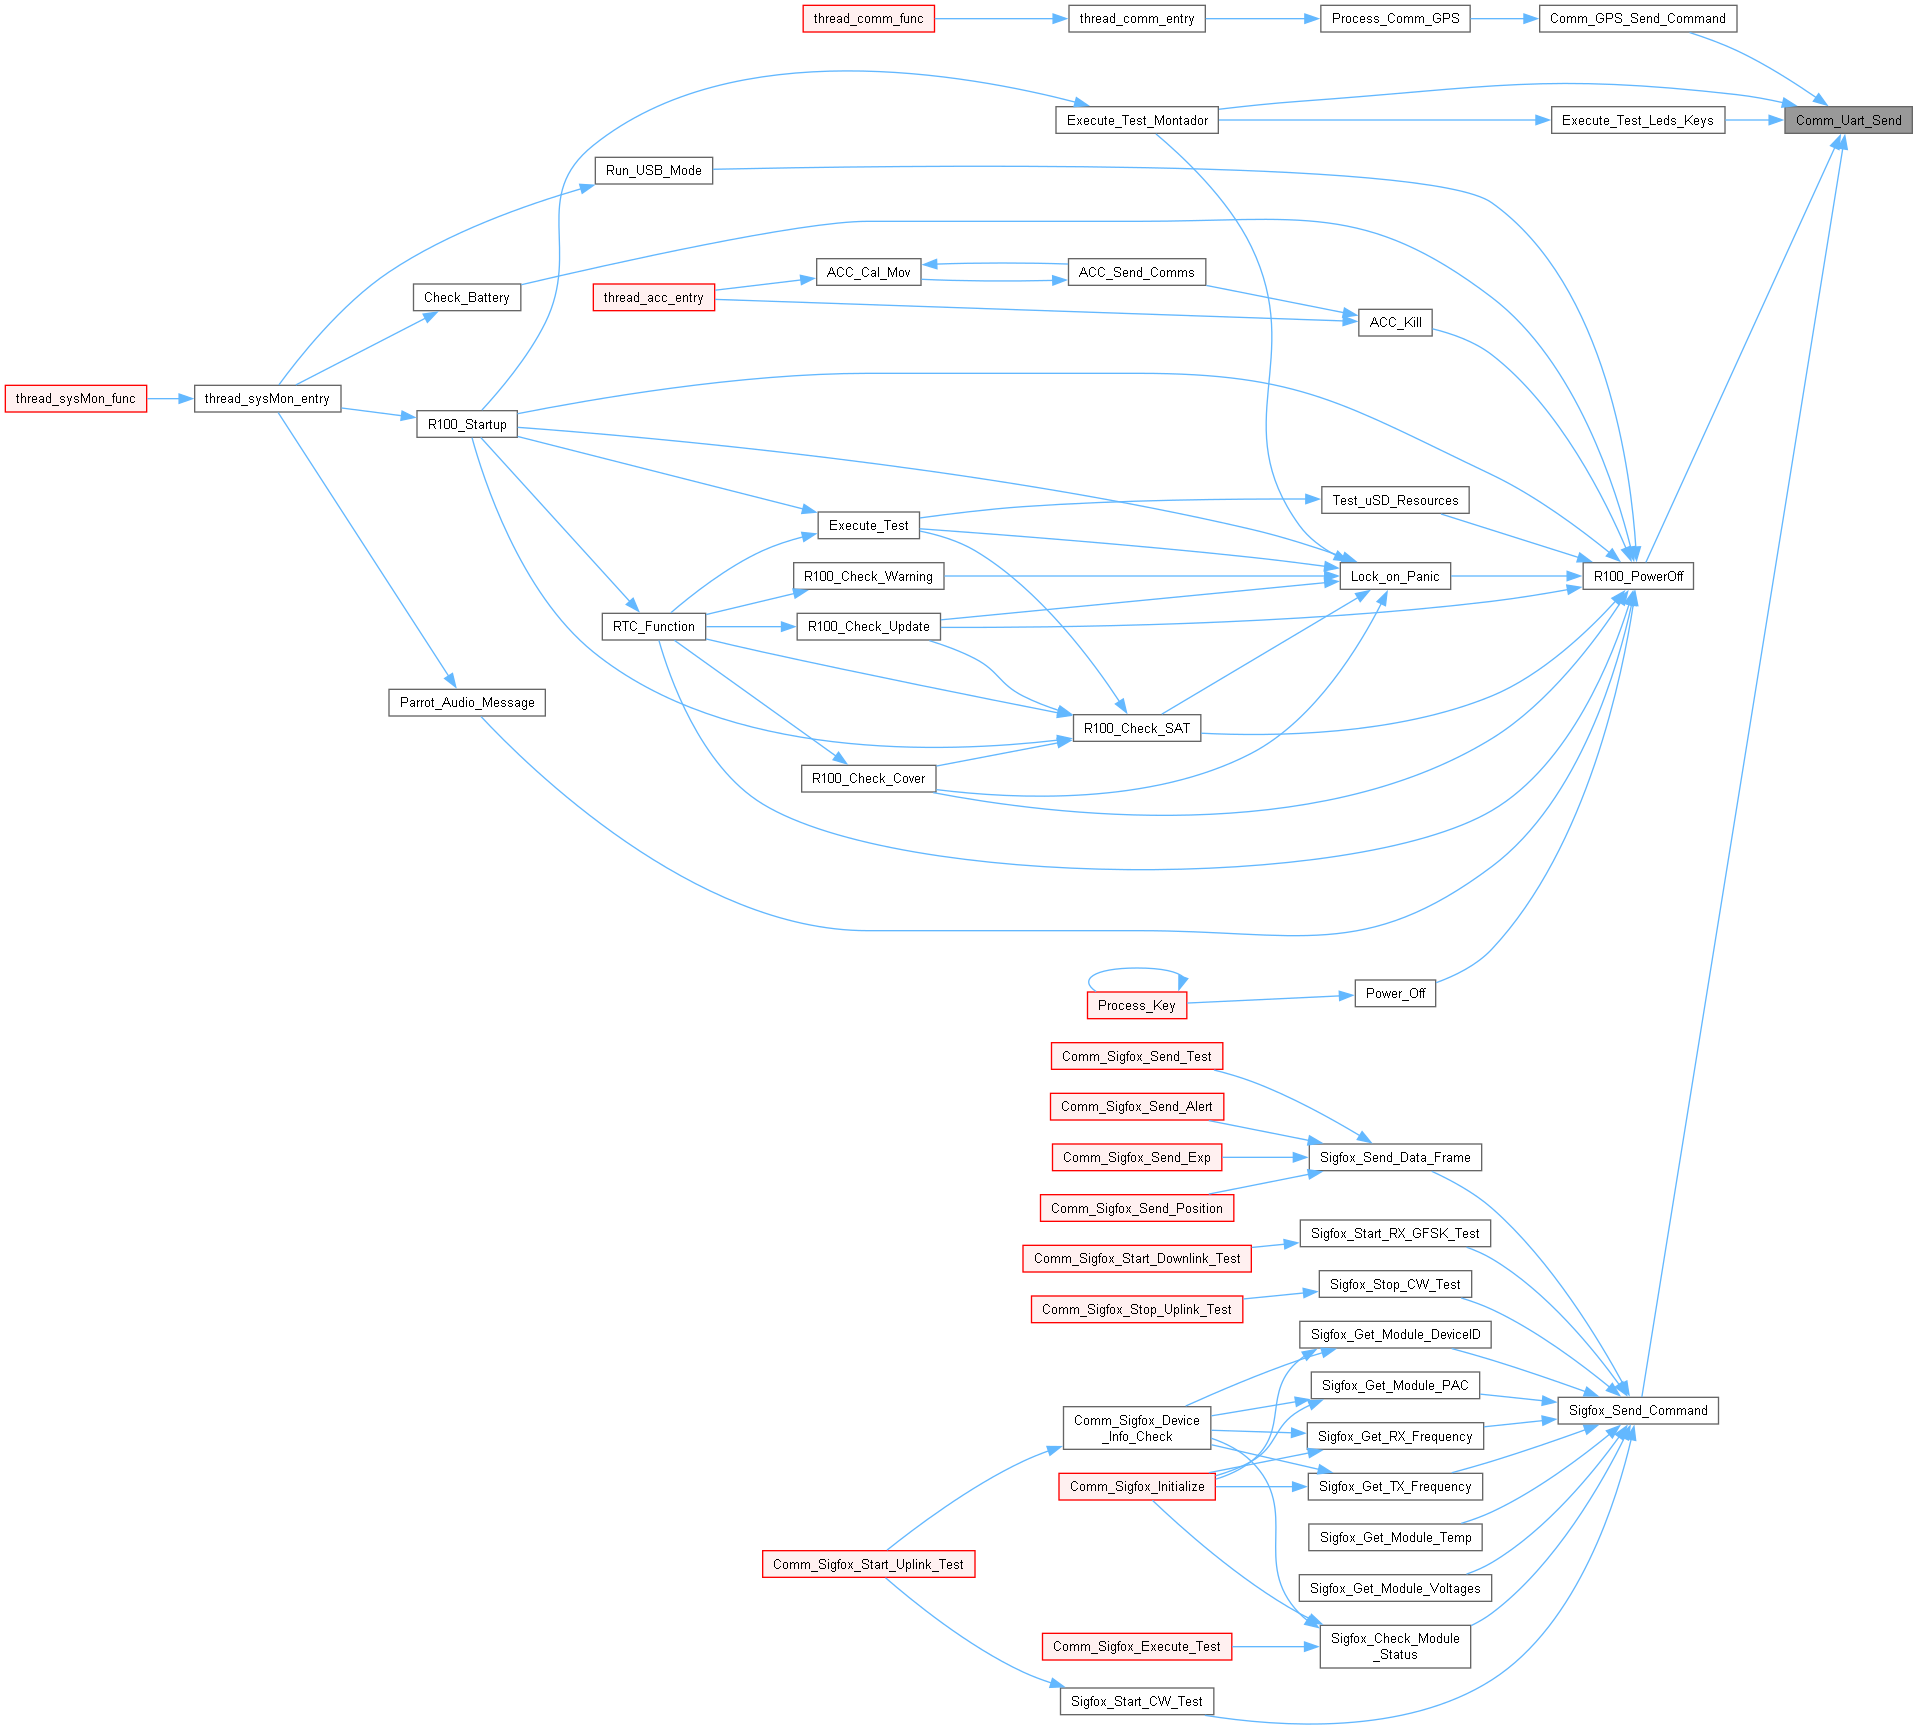 thread_comm_func
thread_comm_entry
Process_Comm_GPS
Comm_GPS_Send_Command
Execute_Test_Montador
Execute_Test_Leds_Keys
Comm_Uart_Send
Run_USB_Mode
ACC_Cal_Mov
ACC_Send_Comms
Check_Battery
thread_acc_entry
ACC_Kill
thread_sysMon_func
thread_sysMon_entry
R100_Startup
Test_uSD_Resources
Execute_Test
R100_Check_Warning
Lock_on_Panic
R100_PowerOff
RTC_Function
R100_Check_Update
Parrot_Audio_Message
R100_Check_SAT
R100_Check_Cover
Power_Off
Process_Key
Comm_Sigfox_Send_Test
Comm_Sigfox_Send_Alert
Comm_Sigfox_Send_Exp
Sigfox_Send_Data_Frame
Comm_Sigfox_Send_Position
Sigfox_Start_RX_GFSK_Test
Comm_Sigfox_Start_Downlink_Test
Sigfox_Stop_CW_Test
Comm_Sigfox_Stop_Uplink_Test
Sigfox_Get_Module_DeviceID
Sigfox_Get_Module_PAC
Sigfox_Send_Command
Comm_Sigfox_Device
_Info_Check
Sigfox_Get_RX_Frequency
Comm_Sigfox_Initialize
Sigfox_Get_TX_Frequency
Sigfox_Get_Module_Temp
Comm_Sigfox_Start_Uplink_Test
Sigfox_Get_Module_Voltages
Comm_Sigfox_Execute_Test
Sigfox_Check_Module
_Status
Sigfox_Start_CW_Test